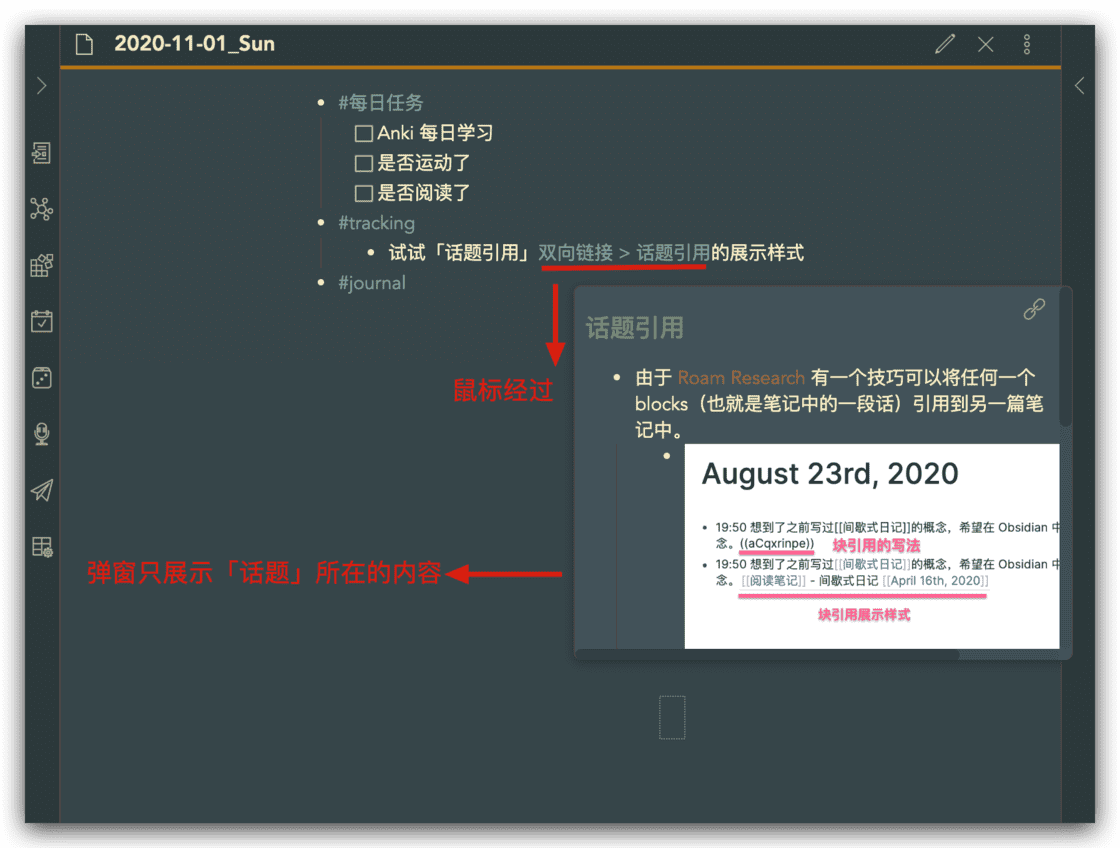 2020-11-01_Sun
#每日任务
Anki 每日学习
是否运动了
是否阅读了
#tracking
试试「话题引用」双向链接 > 话题引用的展示样式
#journal
鼠标经过
话题引用
由于 Roam Research 有一个技巧可以将任何一个
blocks（也就是笔记中的一段话）引用到另一篇笔
记中。
August 23rd, 2020
19:50 想到了之前写过[[间歇式日记]]的概念，希望在 Obsidian 中
念。((aCqxrinpe)) 块引用的写法
19:50 想到了之前写过[[间歇式日记]]的概念，希望在 Obsidian 中
念。[[阅读笔记]] - 间歇式日记 [[April 16th, 2020]]
块引用展示样式
弹窗只展示「话题」所在的内容